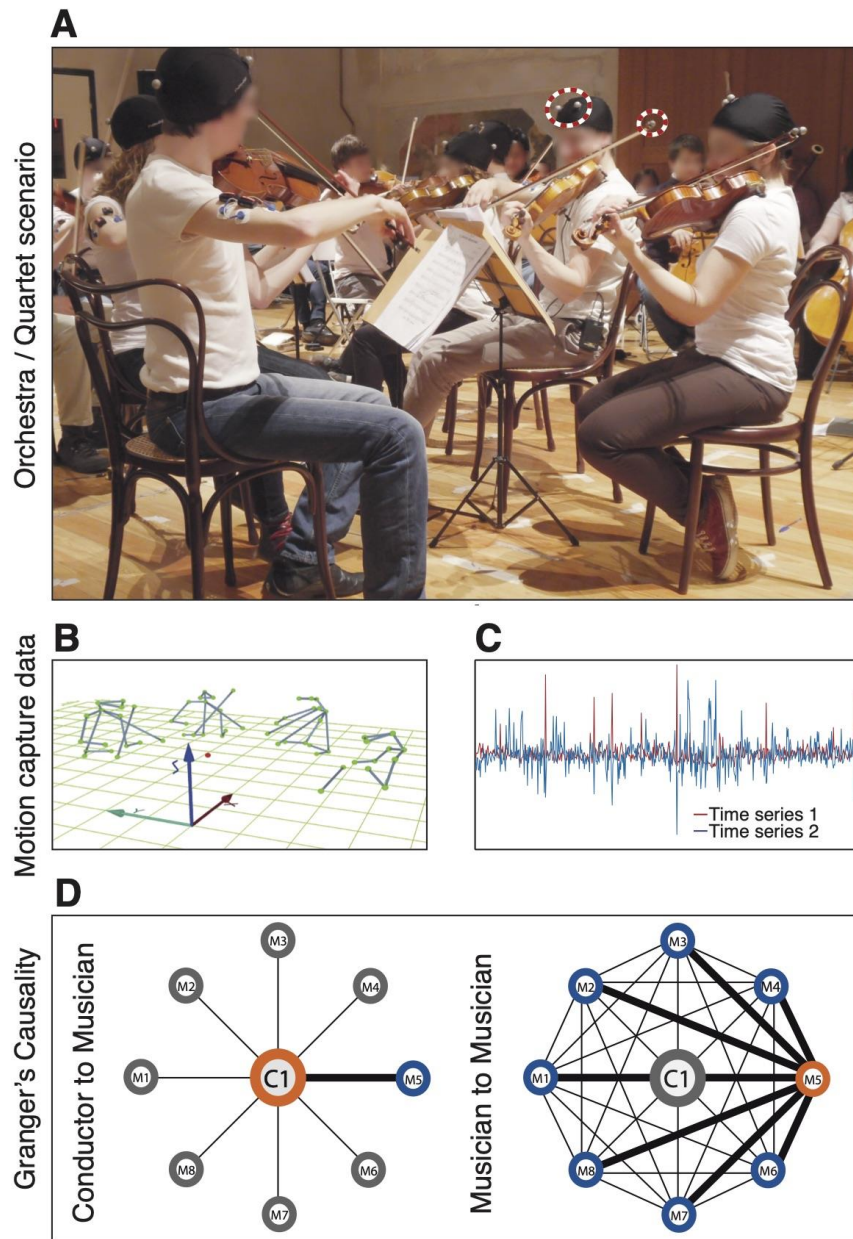 A
Orchestra / Quartet scenario
B
C
Motion capture data
Time series 1
Time series 2
D
Granger's Causality
Conductor to Musician
M3
M2
M4
M1
C1
M5
M8
M6
M7
Musician to Musician
M3
M2
M4
M1
C1
M5
M8
M6
M7